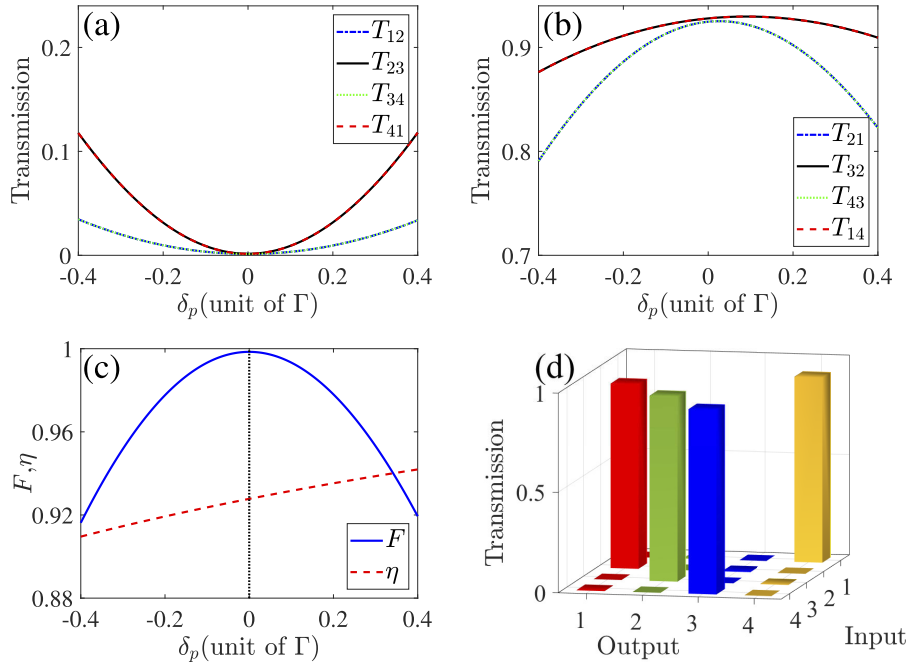 (a)
0.2
0.1
0
Transmission
T12
T23
T34
T41
-0.4 -0.2 0 0.2 0.4
δp(unit of Γ)
(b)
0.9
0.8
0.7
Transmission
T21
T32
T43
T14
-0.4 -0.2 0 0.2 0.4
δp(unit of Γ)
(c)
1
0.96
0.92
0.88
F,η
F
η
-0.4 -0.2 0 0.2 0.4
δp(unit of Γ)
(d)
1
0.5
0
Transmission
1 2 3 4
Output
4 3 2 1
Input